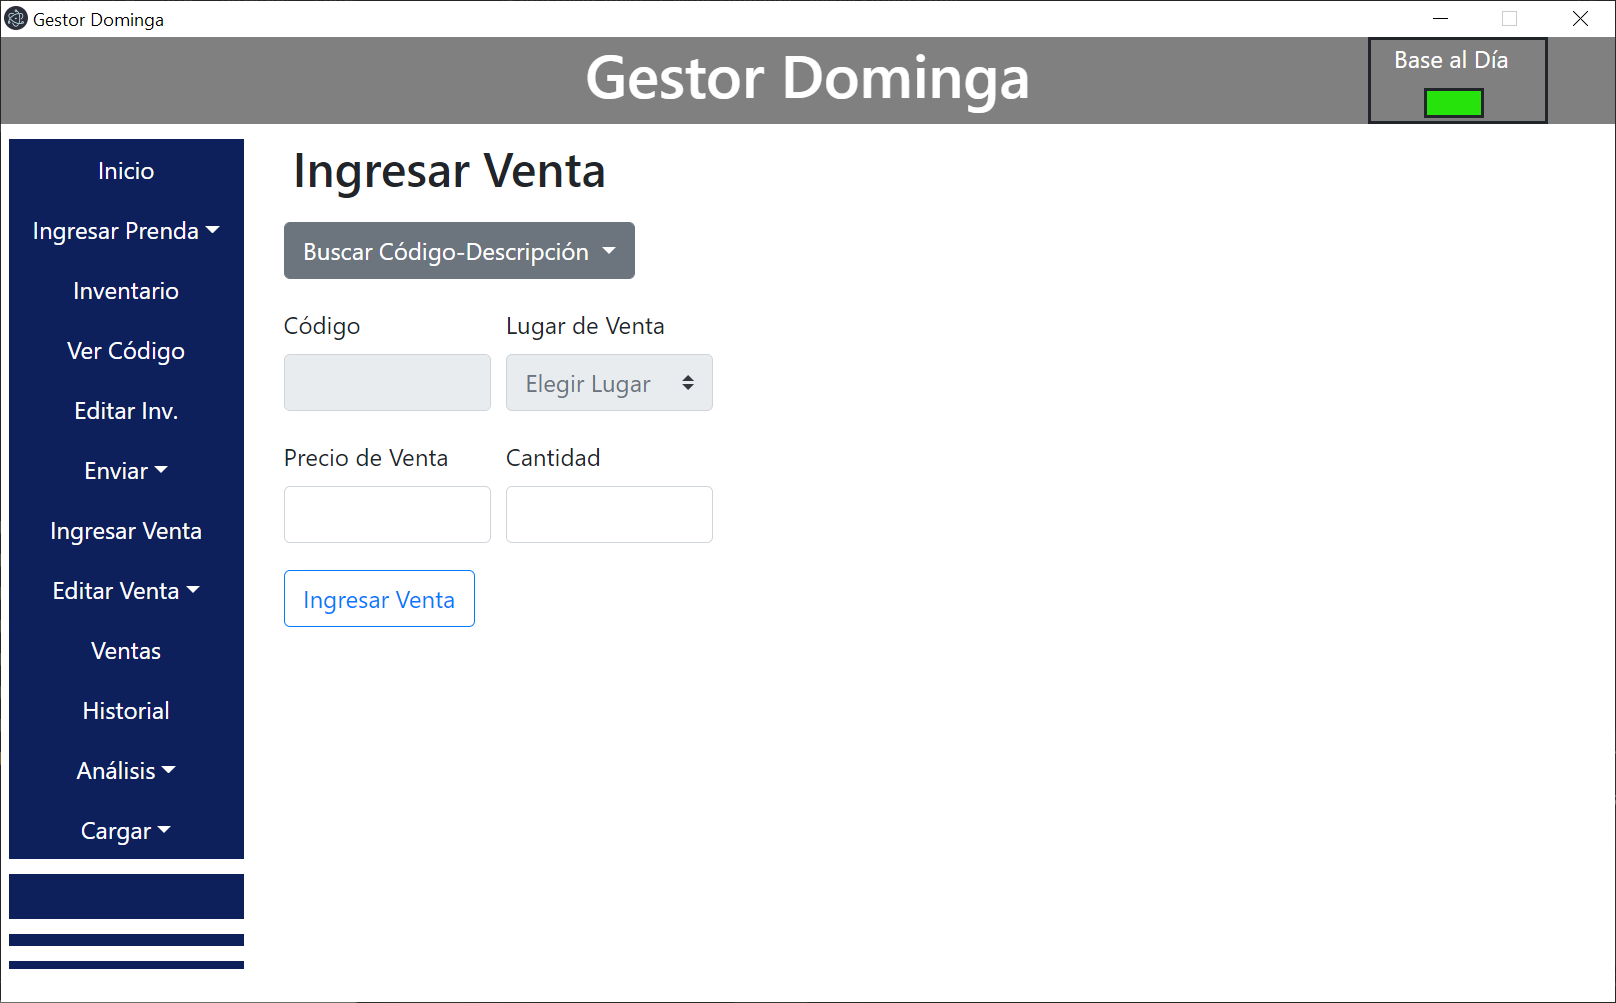 Gestor Dominga
Gestor Dominga
Base al Día
Inicio
Ingresar Prenda
Inventario
Ver Código
Editar Inv.
Enviar
Ingresar Venta
Editar Venta
Ventas
Historial
Análisis
Cargar
Ingresar Venta
Buscar Código-Descripción
Código
Lugar de Venta
Elegir Lugar
Precio de Venta
Cantidad
Ingresar Venta